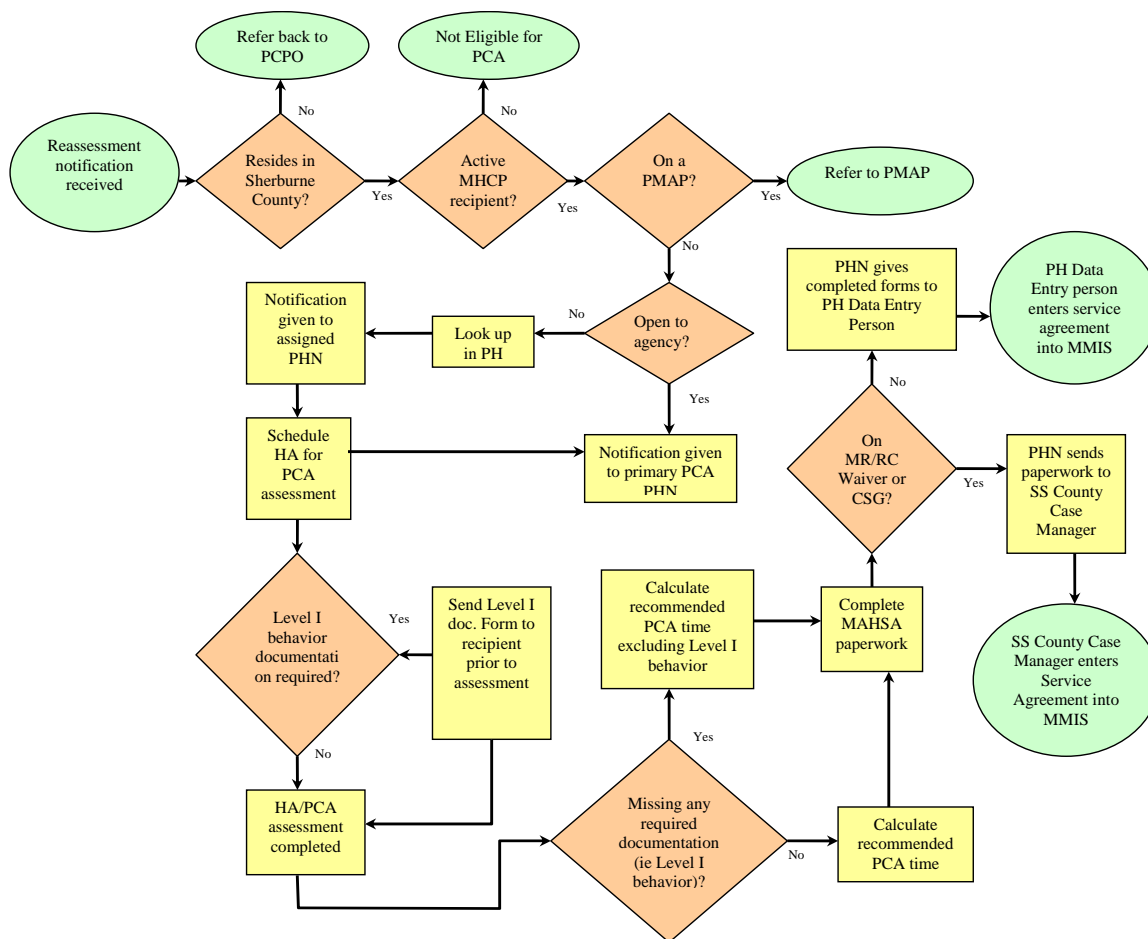 Refer back to
PCPO
Not Eligible for
PCA
No
No
Reassessment
notification
received
Resides in
Sherburne
County?
Yes
Active
MHCP
recipient?
Yes
On a
PMAP?
Yes
Refer to PMAP
No
Notification
given to
assigned
PHN
Look up
in PH
No
Open to
agency?
Yes
PHN gives
completed forms to
PH Data Entry
Person
PH Data
Entry person
enters service
agreement
into MMIS
No
Schedule
HA for
PCA
assessment
Notification given
to primary PCA
PHN
On
MR/RC
Waiver or
CSG?
Yes
PHN sends
paperwork to
SS County
Case
Manager
Level I
behavior
documentati
on required?
Yes
Send Level I
doc. Form to
recipient
prior to
assessment
Calculate
recommended
PCA time
excluding Level I
behavior
Complete
MAHSA
paperwork
SS County Case
Manager enters
Service
Agreement into
MMIS
No
Yes
HA/PCA
assessment
completed
Missing any
required
documentation
(ie Level I
behavior)?
No
Calculate
recommended
PCA time